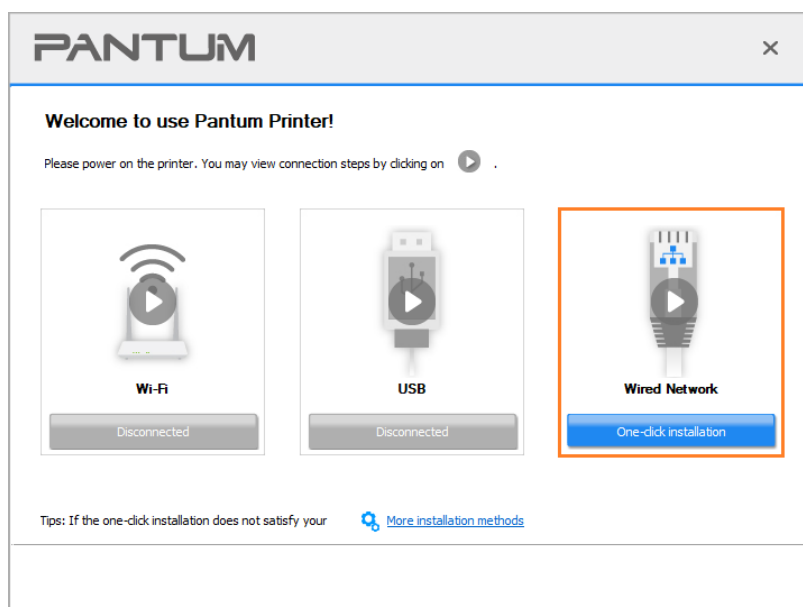 PANTUM
Welcome to use Pantum Printer!
Please power on the printer. You may view connection steps by clicking on .
Wi-Fi
USB
Wired Network
Disconnected
Disconnected
One-click installation
Tips: If the one-click installation does not satisfy your
More installation methods